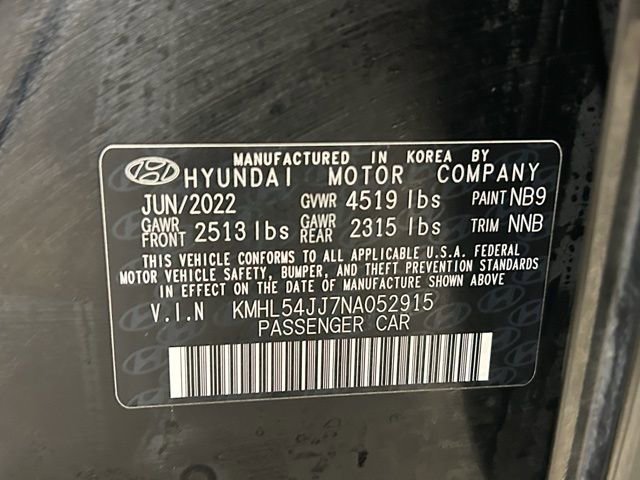 MANUFACTURED IN KOREA BY
HYUNDAI MOTOR COMPANY
JUN/2022 GVWR 4519 lbs PAINT NB9
GAWR FRONT 2513 lbs GAWR REAR 2315 lbs TRIM NNB
THIS VEHICLE CONFORMS TO ALL APPLICABLE U.S.A. FEDERAL
MOTOR VEHICLE SAFETY, BUMPER, AND THEFT PREVENTION STANDARDS
IN EFFECT ON THE DATE OF MANUFACTURE SHOWN ABOVE
V.I.N KMHL54JJ7NA052915
PASSENGER CAR